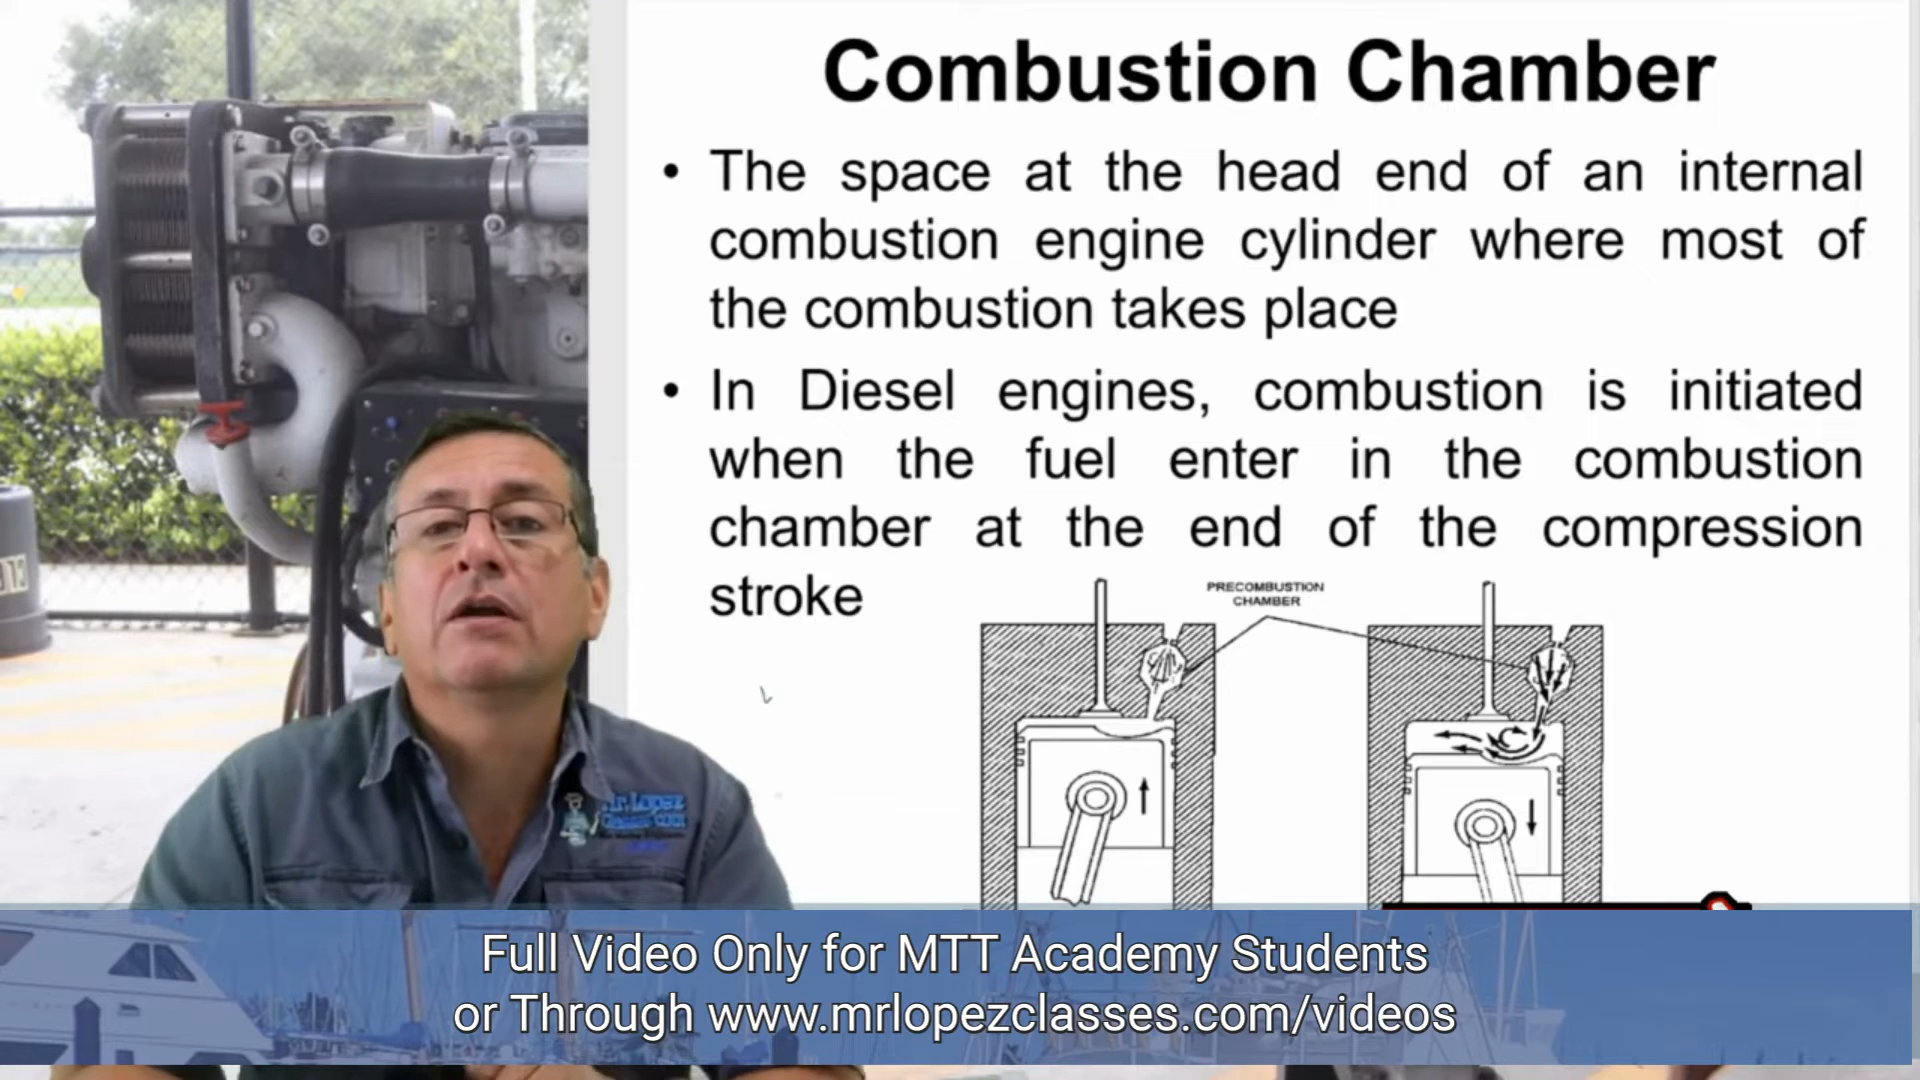 Combustion Chamber
• The space at the head end of an internal
combustion engine cylinder where most of
the combustion takes place
• In Diesel engines, combustion is initiated
when the fuel enter in the combustion
chamber at the end of the compression
stroke
PRECOMBUSTION
CHAMBER
Mr. Lopez
Full Video Only for MTT Academy Students
or Through www.mrlopezclasses.com/videos